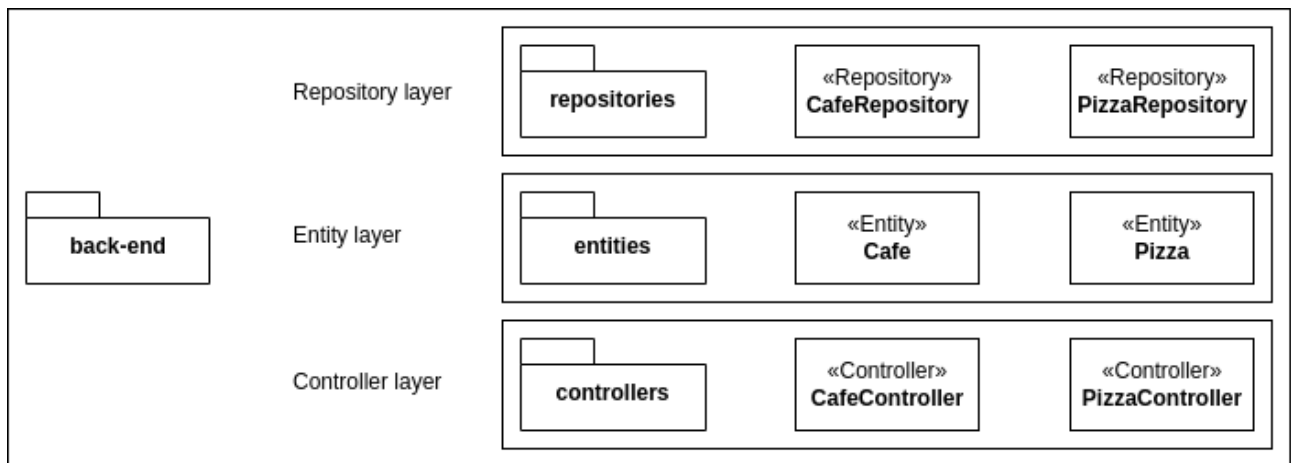 Repository layer
repositories
«Repository»
CafeRepository
«Repository»
PizzaRepository
back-end
Entity layer
entities
«Entity»
Cafe
«Entity»
Pizza
Controller layer
controllers
«Controller»
CafeController
«Controller»
PizzaController